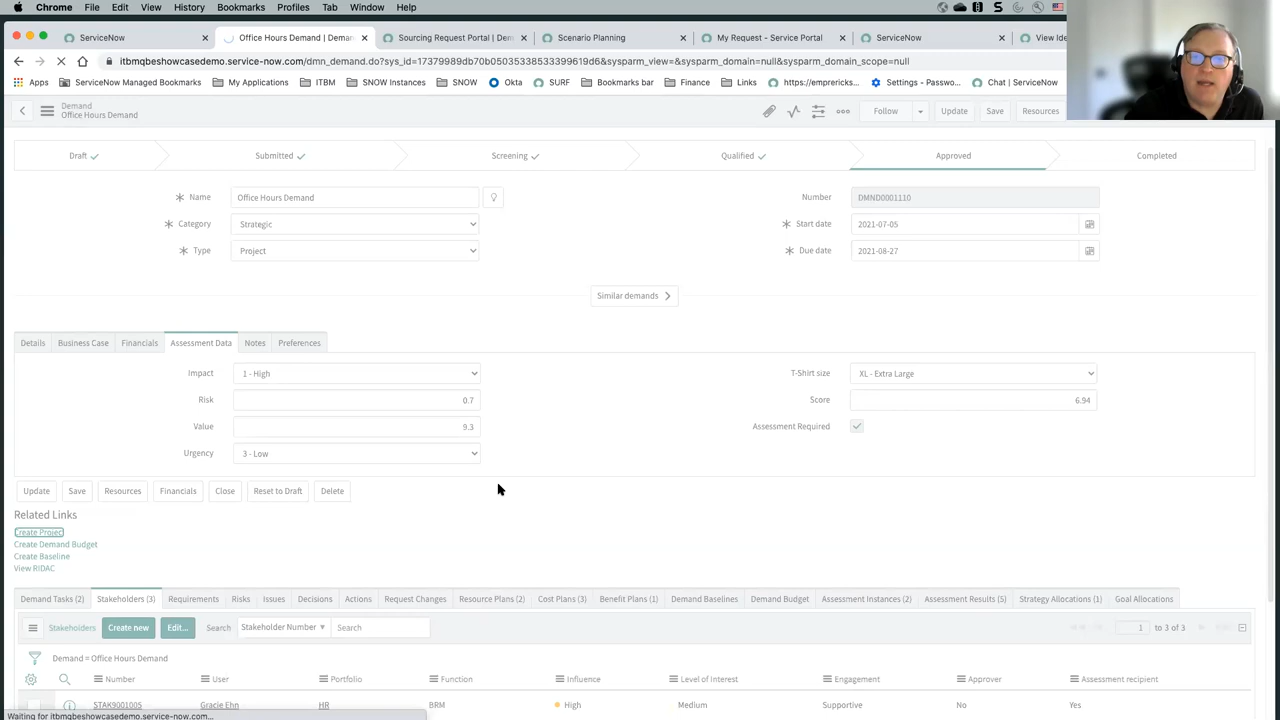 Chrome File Edit View History Bookmarks Profiles Tab Window Help
ServiceNow × Office Hours Demand | Deman × Sourcing Request Portal | Dem × Scenario Planning × My Request - Service Portal × ServiceNow × View Ide
itbmqbeshowcasedemo.service-now.com/dmn_demand.do?sys_id=17379989db70b05035338533399619d6&sysparm_view=&sysparm_domain=null&sysparm_domain_scope=null
Apps ServiceNow Managed Bookmarks My Applications ITBM SNOW Instances SNOW Okta SURF Bookmarks bar Finance Links https://emprericks... Settings - Passwo... Chat | ServiceNow
Demand
Office Hours Demand
Follow Update Save Resources
Draft Submitted Screening Qualified Approved Completed
Name Office Hours Demand Number DMND0001110
Category Strategic Start date 2021-07-05
Type Project Due date 2021-08-27
Similar demands
Details Business Case Financials Assessment Data Notes Preferences
Impact 1 - High T-Shirt size XL - Extra Large
Risk 0.7 Score 6.94
Value 9.3 Assessment Required
Urgency 3 - Low
Update Save Resources Financials Close Reset to Draft Delete
Related Links
Create Project
Create Demand Budget
Create Baseline
View RIDAC
Demand Tasks (2) Stakeholders (3) Requirements Risks Issues Decisions Actions Request Changes Resource Plans (2) Cost Plans (3) Benefit Plans (1) Demand Baselines Demand Budget Assessment Instances (2) Assessment Results (5) Strategy Allocations (1) Goal Allocations
Stakeholders Create new Edit... Search Stakeholder Number Search 1 to 3 of 3
Demand = Office Hours Demand
Number User Portfolio Function Influence Level of Interest Engagement Approver Assessment recipient
STAK9001005 Gracie Ehn HR BRM High Medium Supportive No Yes
Waiting for itbmqbeshowcasedemo.service-now.com...